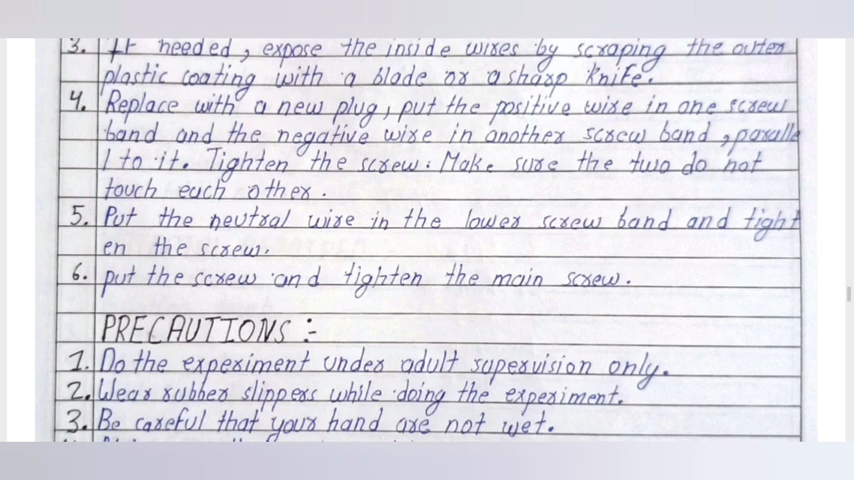 3. If needed, expose the inside wires by scraping the outer
plastic coating with a blade or a sharp knife.
4. Replace with a new plug, put the positive wire in one screw
band and the negative wire in another screw band, paralle
l to it. Tighten the screw. Make sure the two do not
touch each other.
5. Put the neutral wire in the lower screw band and tight
en the screw.
6. put the screw and tighten the main screw.
PRECAUTIONS :-
1. Do the experiment under adult supervision only.
2. Wear rubber slippers while doing the experiment.
3. Be careful that your hand are not wet.